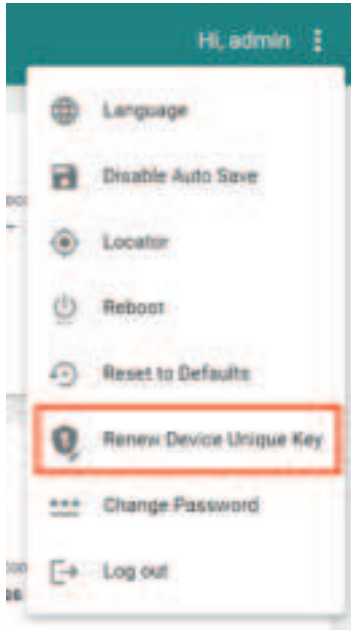 Hi, admin
Language
Disable Auto Save
Locator
Reboot
Reset to Defaults
Renew Device Unique Key
Change Password
Log out